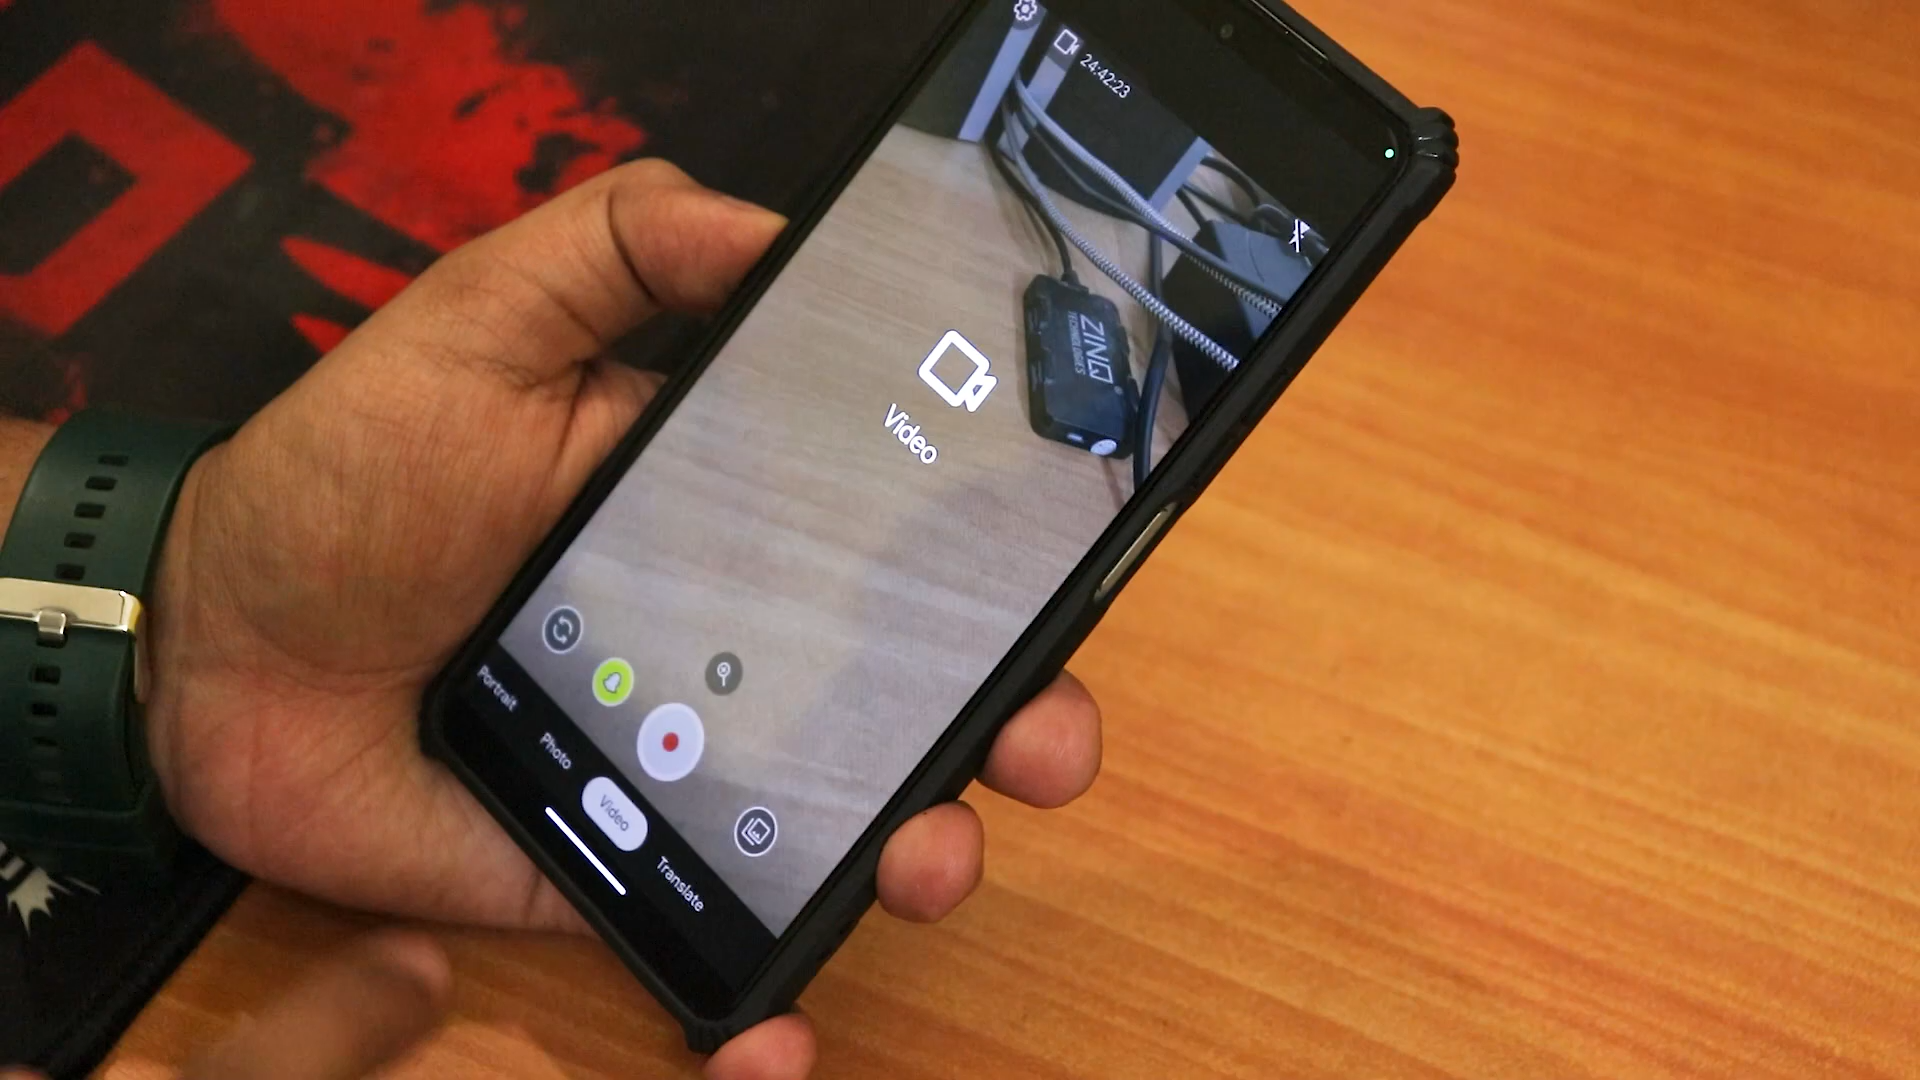 24:42:23
ZINQ
TECHNOLOGIES
Video
Portrait
Photo
Video
Translate